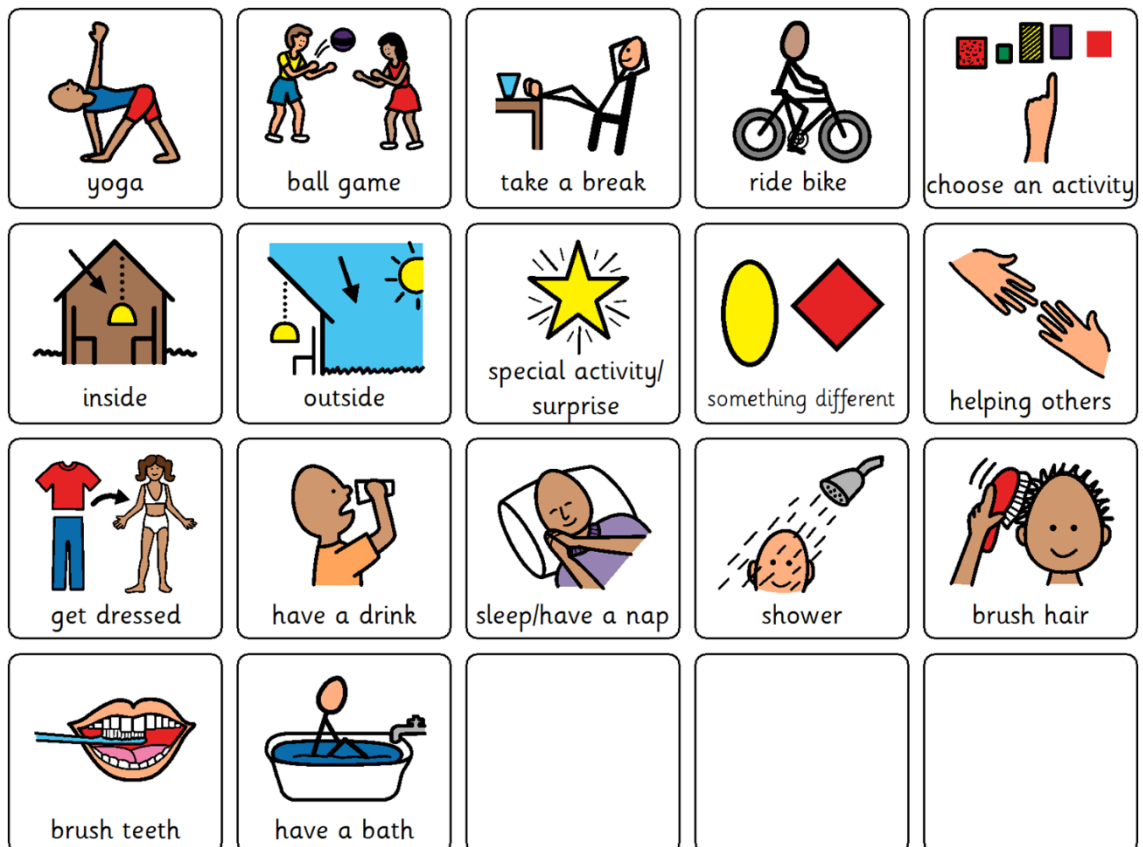 yoga
ball game
take a break
ride bike
choose an activity
inside
outside
special activity/
surprise
something different
helping others
get dressed
have a drink
sleep/have a nap
shower
brush hair
brush teeth
have a bath